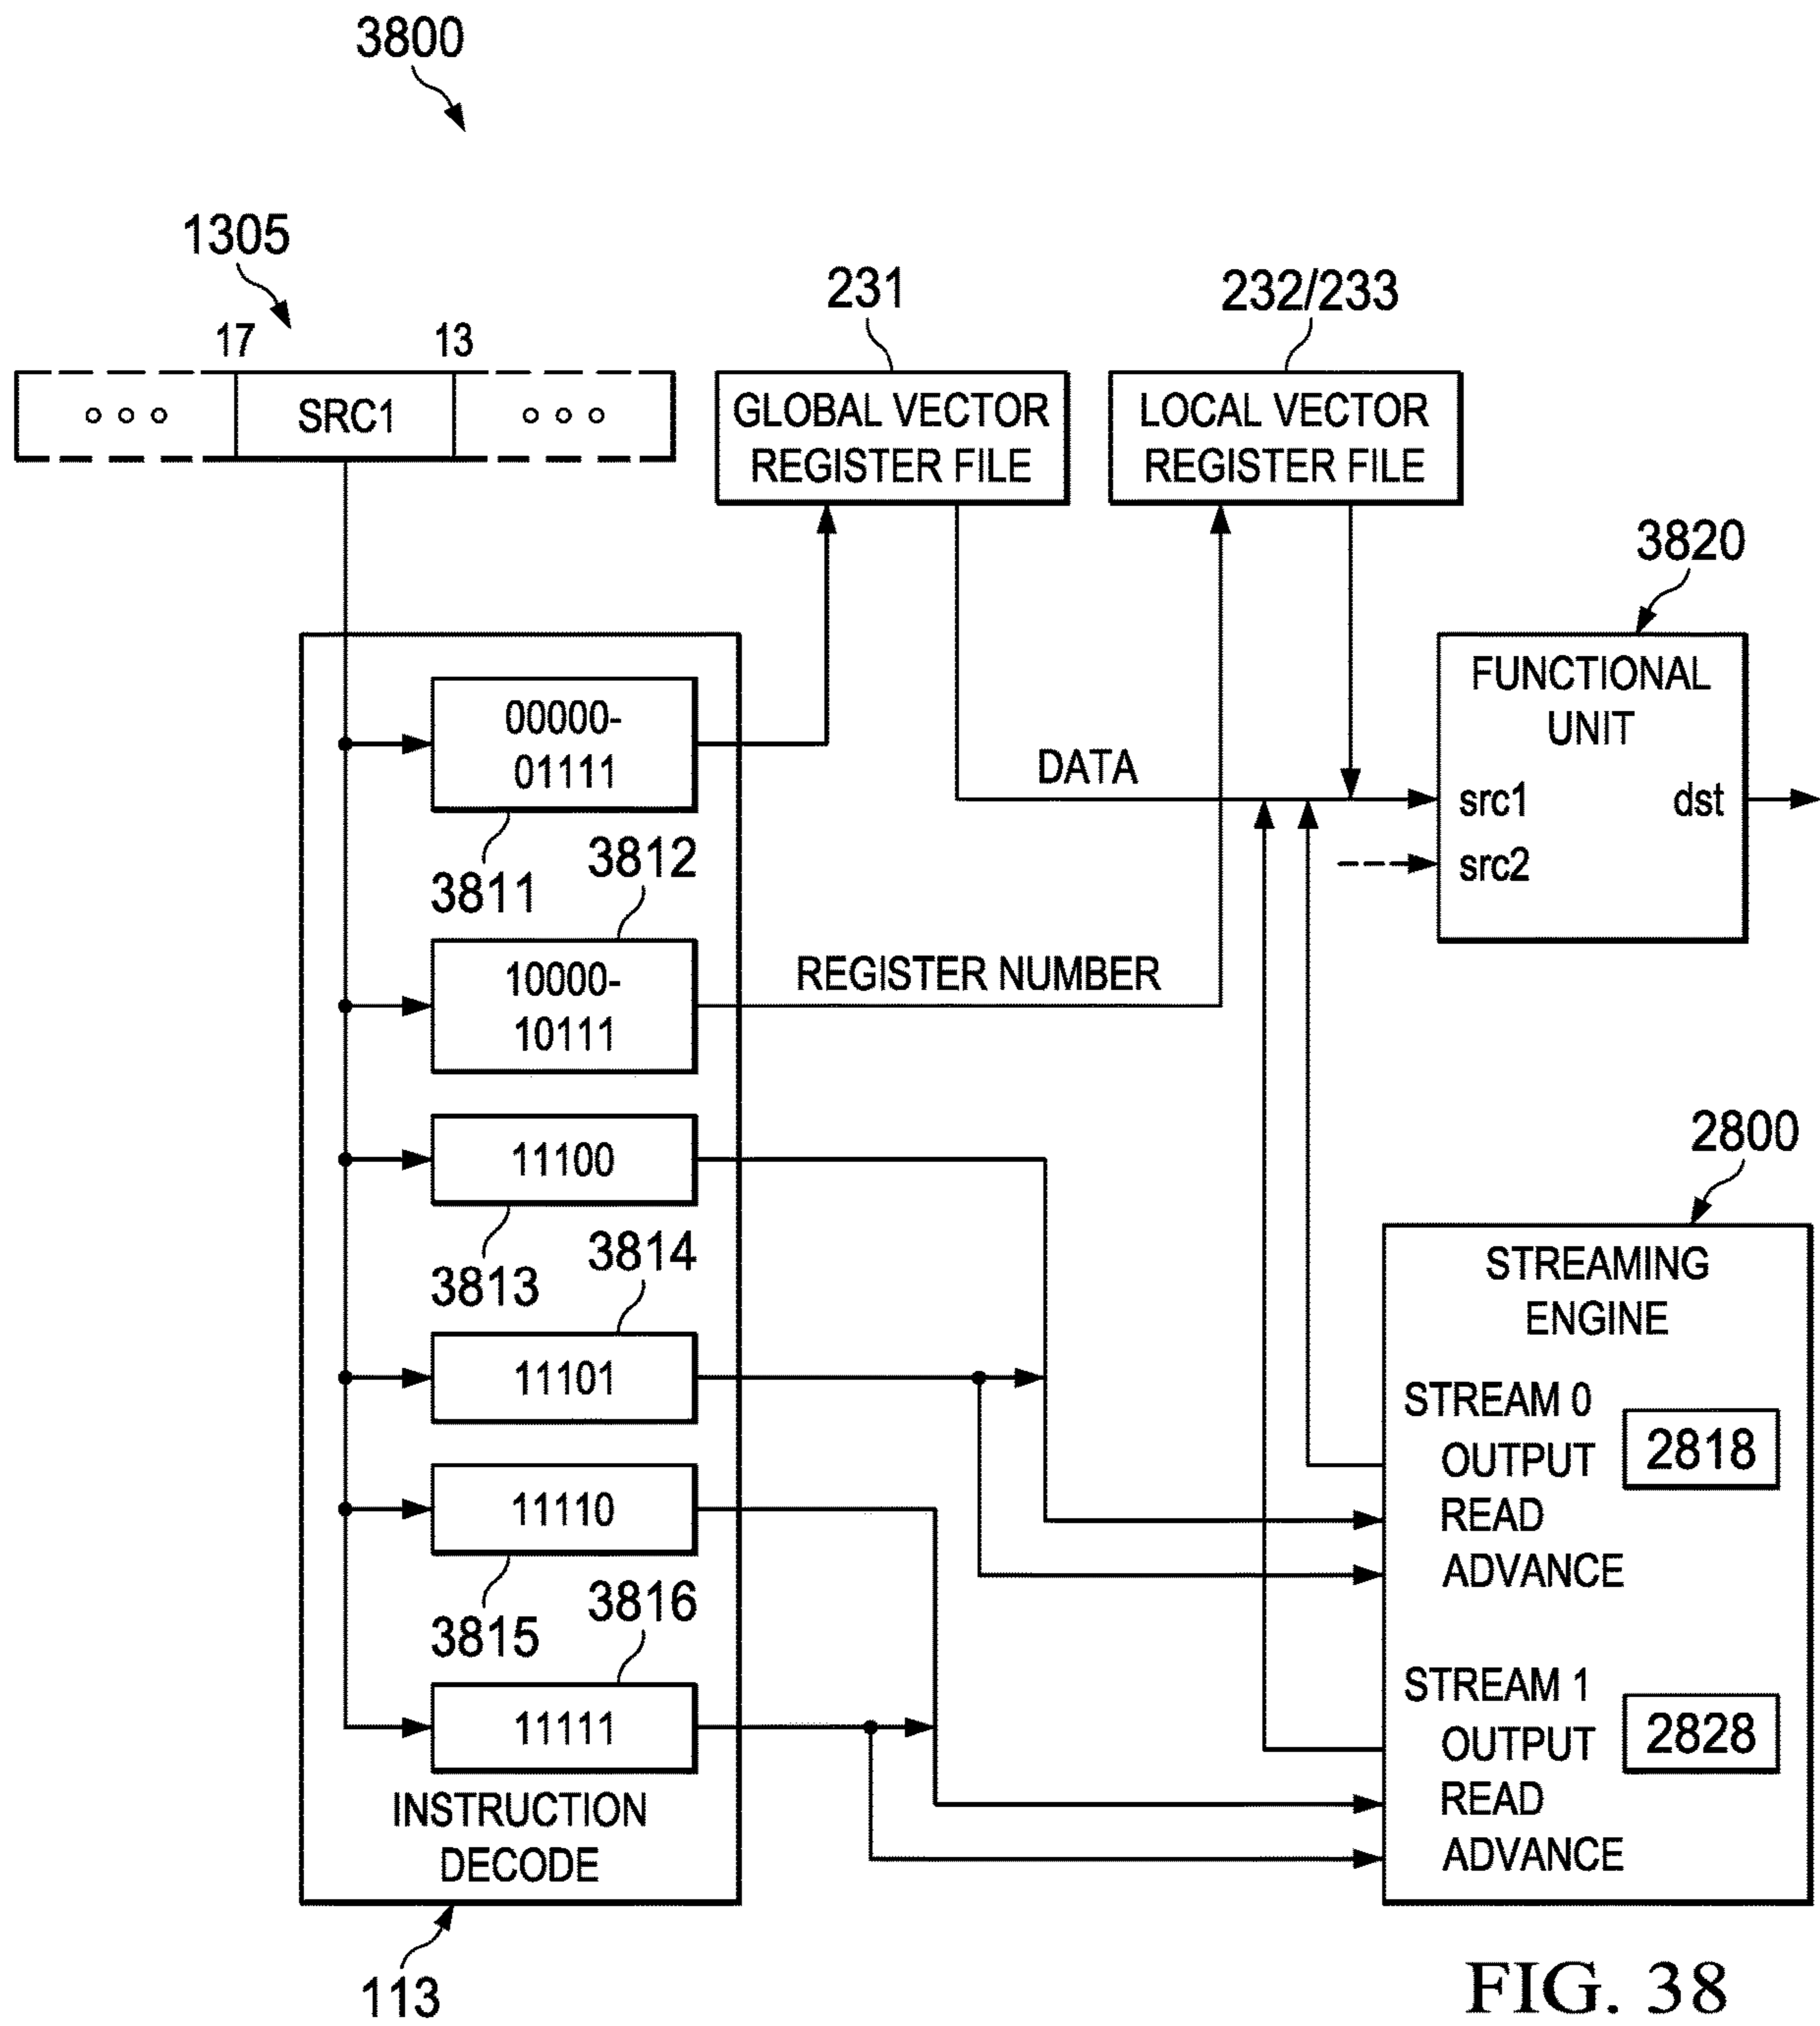 3800
1305
231
232/233
17
13
SRC1
GLOBAL VECTOR
REGISTER FILE
LOCAL VECTOR
REGISTER FILE
3820
FUNCTIONAL
UNIT
src1
dst
src2
DATA
00000-
01111
3811
3812
10000-
10111
REGISTER NUMBER
11100
3813
3814
11101
11110
3815
3816
11111
INSTRUCTION
DECODE
113
2800
STREAMING
ENGINE
STREAM 0
OUTPUT
2818
READ
ADVANCE
STREAM 1
OUTPUT
2828
READ
ADVANCE
FIG. 38